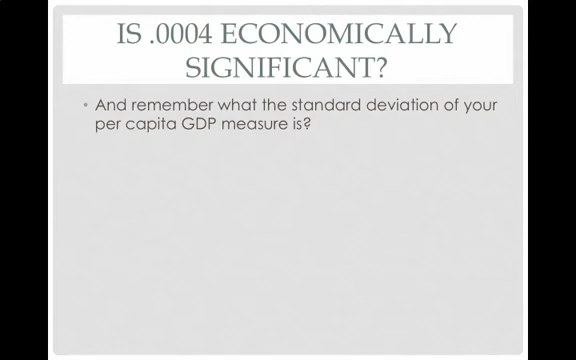 IS .0004 ECONOMICALLY
SIGNIFICANT?
• And remember what the standard deviation of your
per capita GDP measure is?